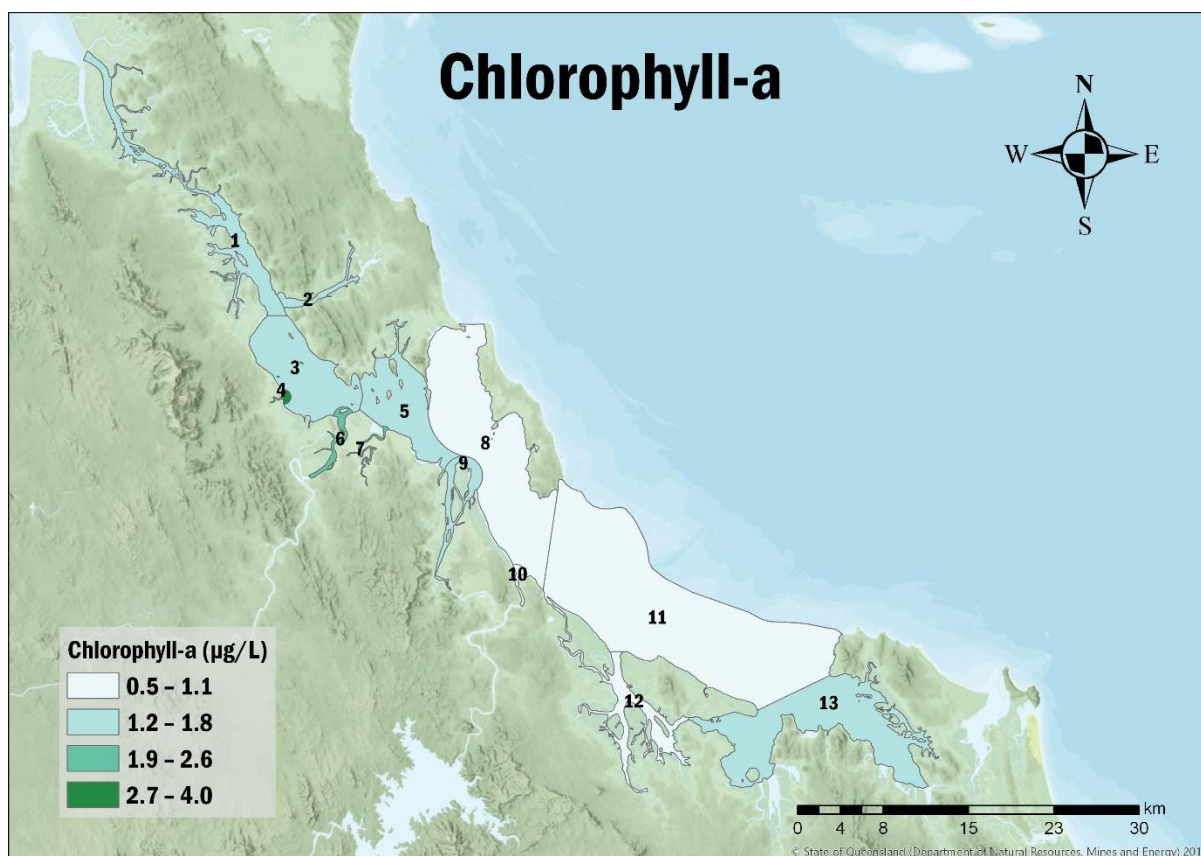 Chlorophyll-a
N
W E
S
1
2
3
4
5
6
7
8
9
10
11
12
13
Chlorophyll-a (µg/L)
0.5 – 1.1
1.2 – 1.8
1.9 – 2.6
2.7 – 4.0
km
0 4 8 15 23 30
© State of Queensland (Department of Natural Resources, Mines and Energy) 201